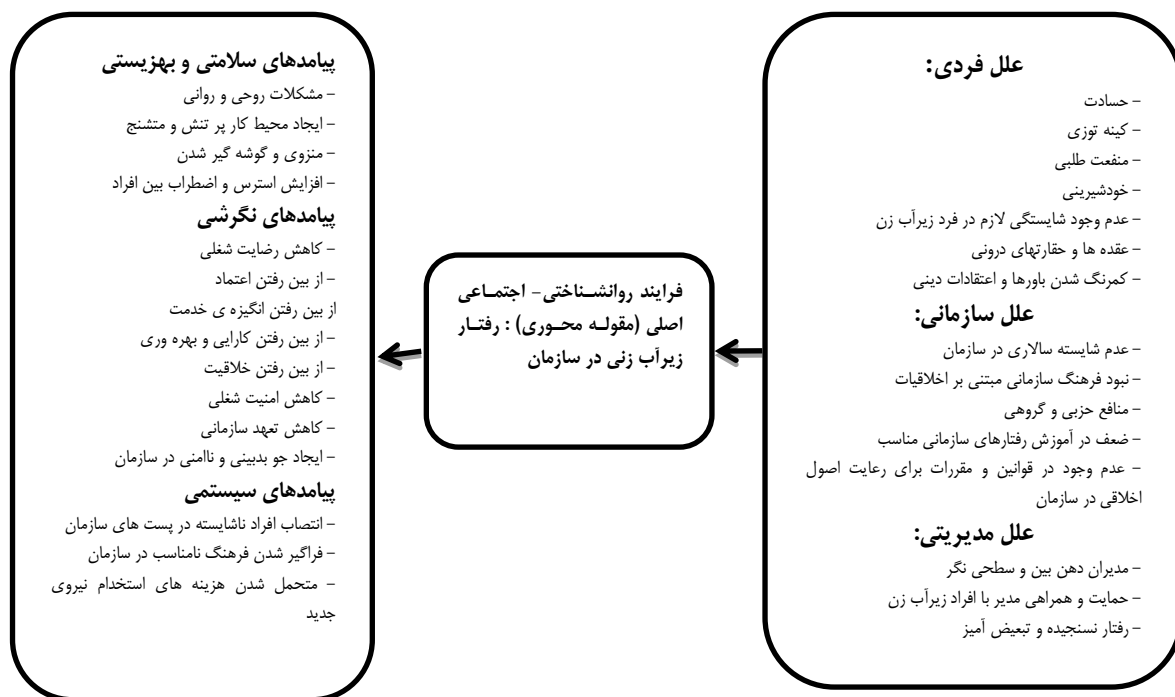 علل فردی:
- حسادت
- کینه توزی
- منفعت طلبی
- خودشیرینی
- عدم وجود شایستگی لازم در فرد زیرآب زن
- عقده ها و حقارتهای درونی
- کمرنگ شدن باورها و اعتقادات دینی
علل سازمانی:
- عدم شایسته سالاری در سازمان
- نبود فرهنگ سازمانی مبتنی بر اخلاقیات
- منافع حزبی و گروهی
- ضعف در آموزش رفتارهای سازمانی مناسب
- عدم وجود در قوانین و مقررات برای رعایت اصول
اخلاقی در سازمان
علل مدیریتی:
- مدیران دهن بین و سطحی نگر
- حمایت و همراهی مدیر با افراد زیرآب زن
- رفتار نسنجیده و تبعیض آمیز
فرایند روانشـناختی- اجتمـاعی
اصلی (مقولـه محـوری) : رفتـار
زیرآب زنی در سازمان
پیامدهای سلامتی و بهزیستی
- مشکلات روحی و روانی
- ایجاد محیط کار پر تنش و متشنج
- منزوی و گوشه گیر شدن
- افزایش استرس و اضطراب بین افراد
پیامدهای نگرشی
- کاهش رضایت شغلی
- از بین رفتن اعتماد
از بین رفتن انگیزه ی خدمت
- از بین رفتن کارایی و بهره وری
- از بین رفتن خلاقیت
- کاهش امنیت شغلی
- کاهش تعهد سازمانی
- ایجاد جو بدبینی و ناامنی در سازمان
پیامدهای سیستمی
- انتصاب افراد ناشایسته در پست های سازمان
- فراگیر شدن فرهنگ نامناسب در سازمان
- متحمل شدن هزینه های استخدام نیروی
جدید